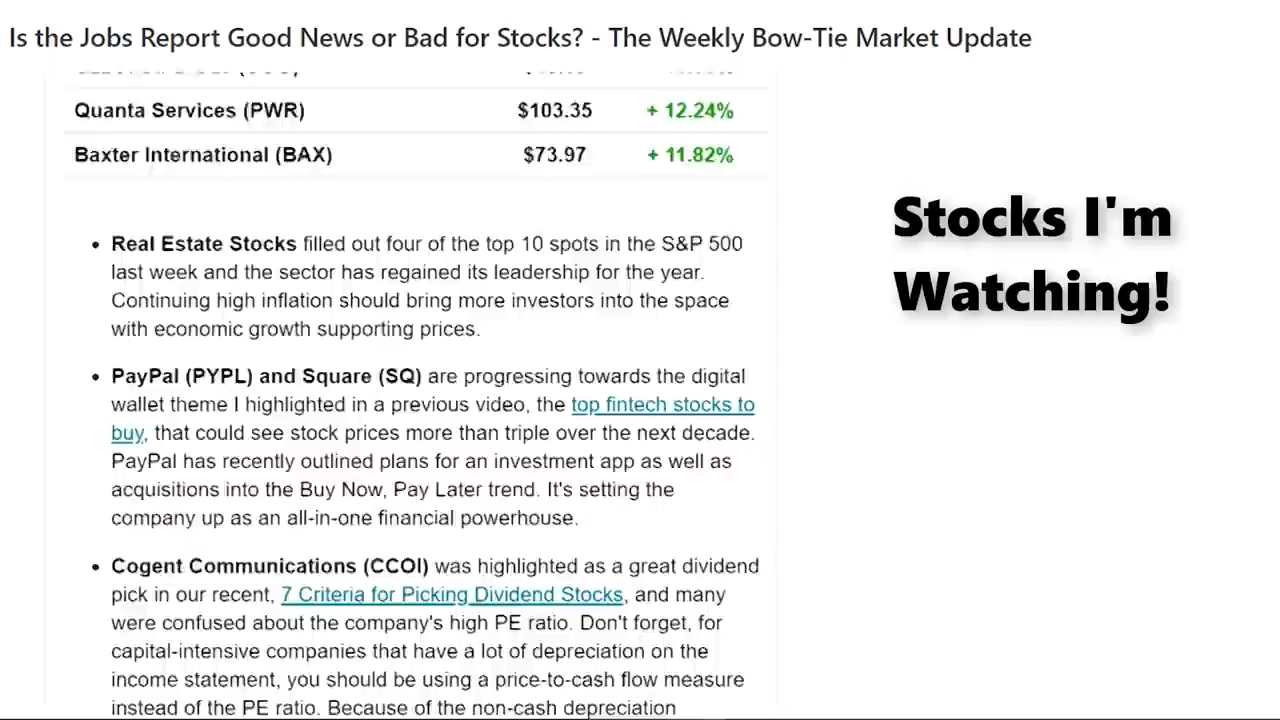 Is the Jobs Report Good News or Bad for Stocks? - The Weekly Bow-Tie Market Update
Quanta Services (PWR) $103.35 + 12.24%
Baxter International (BAX) $73.97 + 11.82%
Stocks I'm
Watching!
• Real Estate Stocks filled out four of the top 10 spots in the S&P 500
last week and the sector has regained its leadership for the year.
Continuing high inflation should bring more investors into the space
with economic growth supporting prices.
• PayPal (PYPL) and Square (SQ) are progressing towards the digital
wallet theme I highlighted in a previous video, the top fintech stocks to
buy, that could see stock prices more than triple over the next decade.
PayPal has recently outlined plans for an investment app as well as
acquisitions into the Buy Now, Pay Later trend. It's setting the
company up as an all-in-one financial powerhouse.
• Cogent Communications (CCOI) was highlighted as a great dividend
pick in our recent, 7 Criteria for Picking Dividend Stocks, and many
were confused about the company's high PE ratio. Don't forget, for
capital-intensive companies that have a lot of depreciation on the
income statement, you should be using a price-to-cash flow measure
instead of the PE ratio. Because of the non-cash depreciation